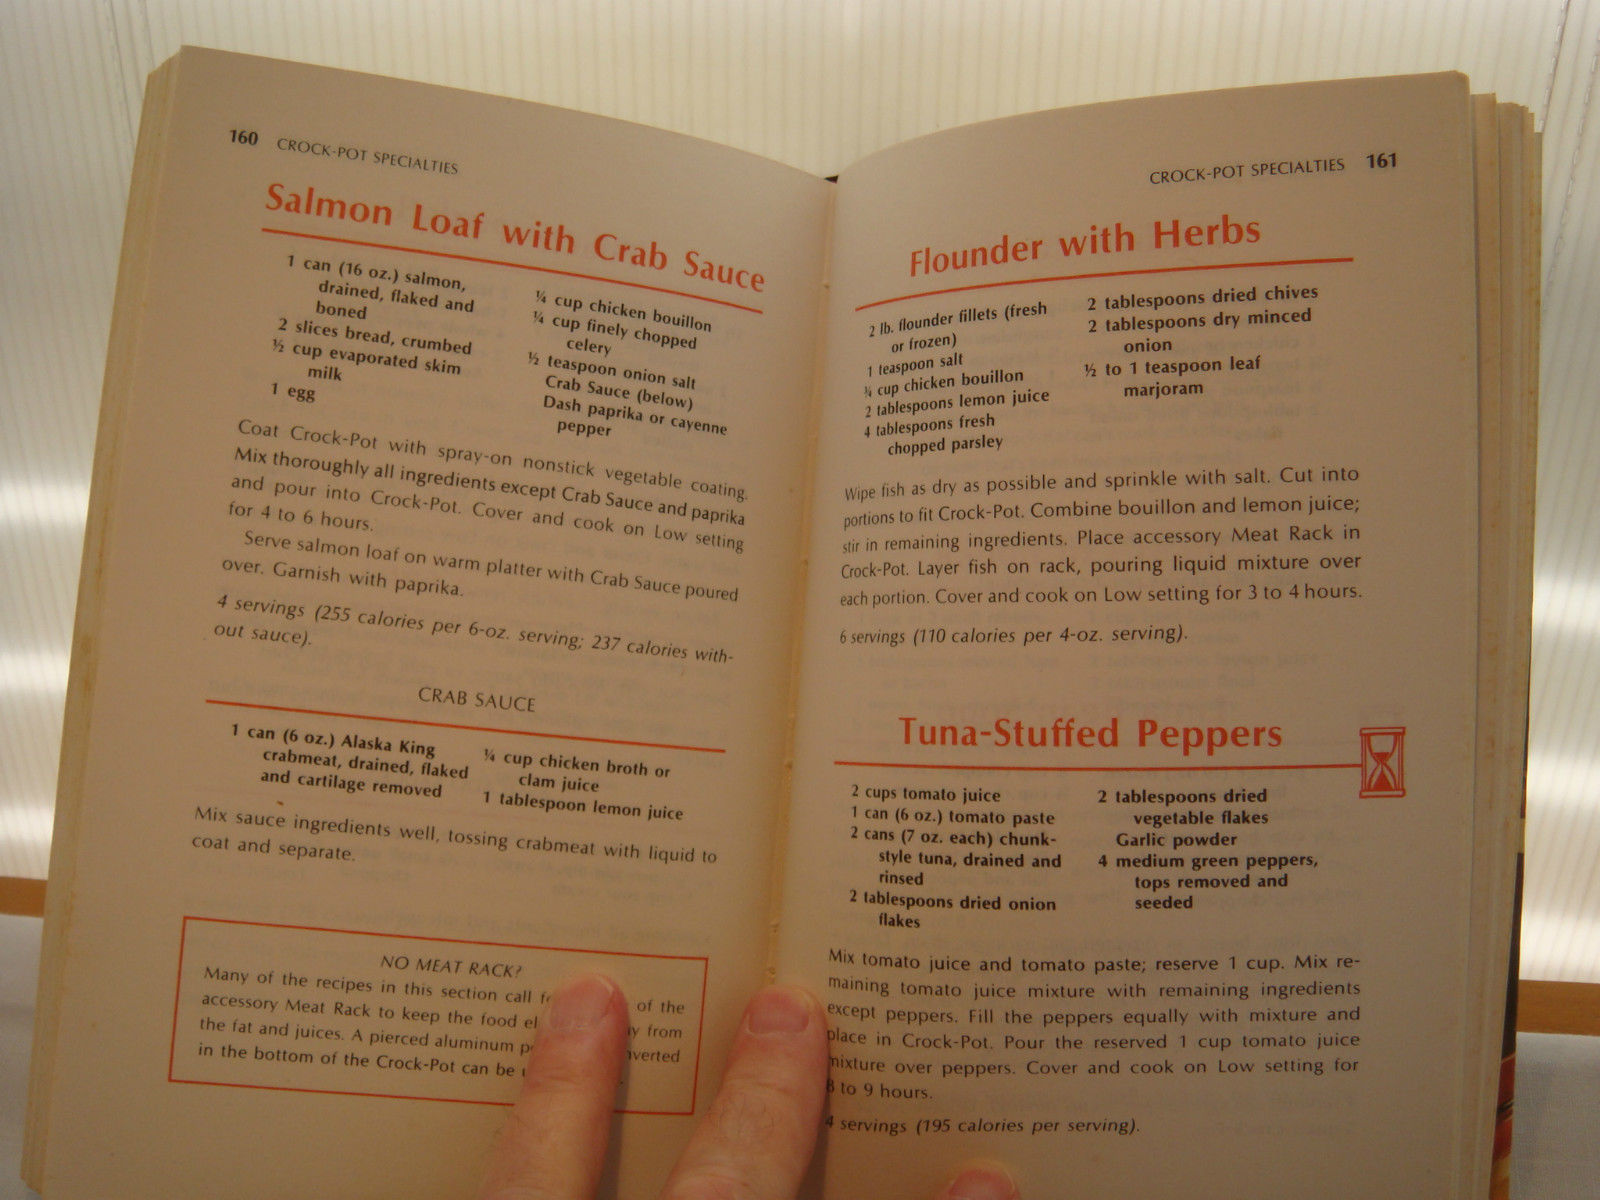 160 CROCK-POT SPECIALTIES
Salmon Loaf with Crab Sauce
1 can (16 oz.) salmon,
drained, flaked and
boned
2 slices bread, crumbed
½ cup evaporated skim
milk
1 egg
¼ cup chicken bouillon
¼ cup finely chopped
celery
½ teaspoon onion salt
Crab Sauce (below)
Dash paprika or cayenne
pepper
Coat Crock-Pot with spray-on nonstick vegetable coating.
Mix thoroughly all ingredients except Crab Sauce and paprika
and pour into Crock-Pot. Cover and cook on Low setting
for 4 to 6 hours.
Serve salmon loaf on warm platter with Crab Sauce poured
over. Garnish with paprika.
4 servings (255 calories per 6-oz. serving; 237 calories with-
out sauce).
CRAB SAUCE
1 can (6 oz.) Alaska King
crabmeat, drained, flaked
and cartilage removed
¼ cup chicken broth or
clam juice
1 tablespoon lemon juice
Mix sauce ingredients well, tossing crabmeat with liquid to
coat and separate.
NO MEAT RACK?
Many of the recipes in this section call of the
accessory Meat Rack to keep the food from
the fat and juices. A pierced aluminum
in the bottom of the Crock-Pot can be
CROCK-POT SPECIALTIES 161
Flounder with Herbs
2 lb. flounder fillets (fresh
or frozen)
1 teaspoon salt
¾ cup chicken bouillon
2 tablespoons lemon juice
4 tablespoons fresh
chopped parsley
2 tablespoons dried chives
2 tablespoons dry minced
onion
½ to 1 teaspoon leaf
marjoram
Wipe fish as dry as possible and sprinkle with salt. Cut into
portions to fit Crock-Pot. Combine bouillon and lemon juice;
stir in remaining ingredients. Place accessory Meat Rack in
Crock-Pot. Layer fish on rack, pouring liquid mixture over
each portion. Cover and cook on Low setting for 3 to 4 hours.
6 servings (110 calories per 4-oz. serving).
Tuna-Stuffed Peppers
2 cups tomato juice
1 can (6 oz.) tomato paste
2 cans (7 oz. each) chunk-
style tuna, drained and
rinsed
2 tablespoons dried onion
flakes
2 tablespoons dried
vegetable flakes
Garlic powder
4 medium green peppers,
tops removed and
seeded
Mix tomato juice and tomato paste; reserve 1 cup. Mix re-
maining tomato juice mixture with remaining ingredients
except peppers. Fill the peppers equally with mixture and
place in Crock-Pot. Pour the reserved 1 cup tomato juice
mixture over peppers. Cover and cook on Low setting for
8 to 9 hours.
4 servings (195 calories per serving).